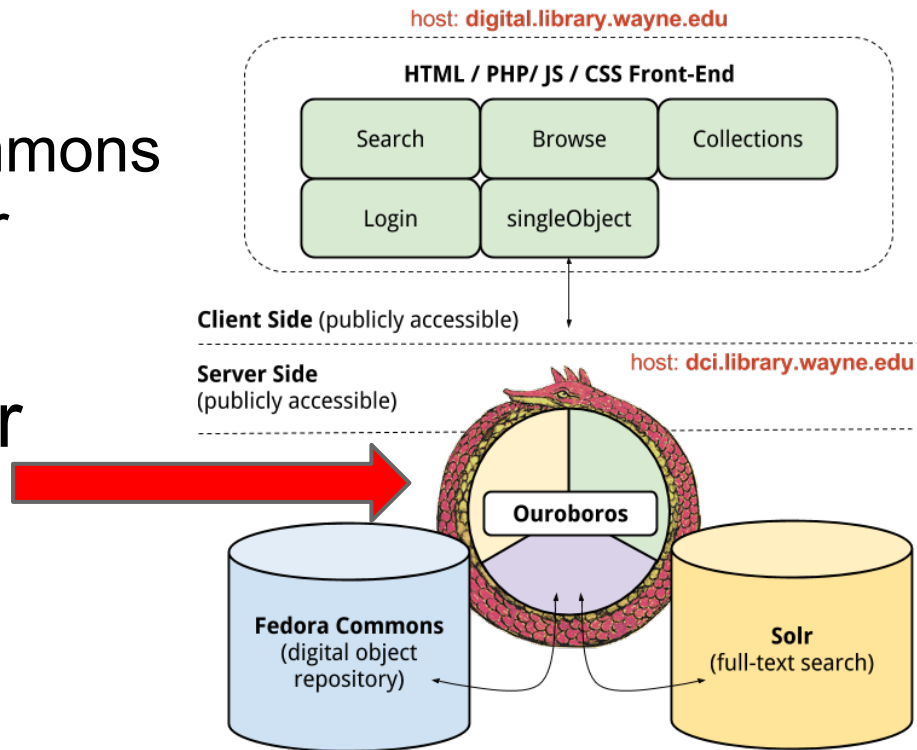 host: digital.library.wayne.edu
HTML / PHP/ JS / CSS Front-End
Search
Browse
Collections
Login
singleObject
Client Side (publicly accessible)
host: dci.library.wayne.edu
Server Side
(publicly accessible)
Ouroboros
Fedora Commons
(digital object
repository)
Solr
(full-text search)